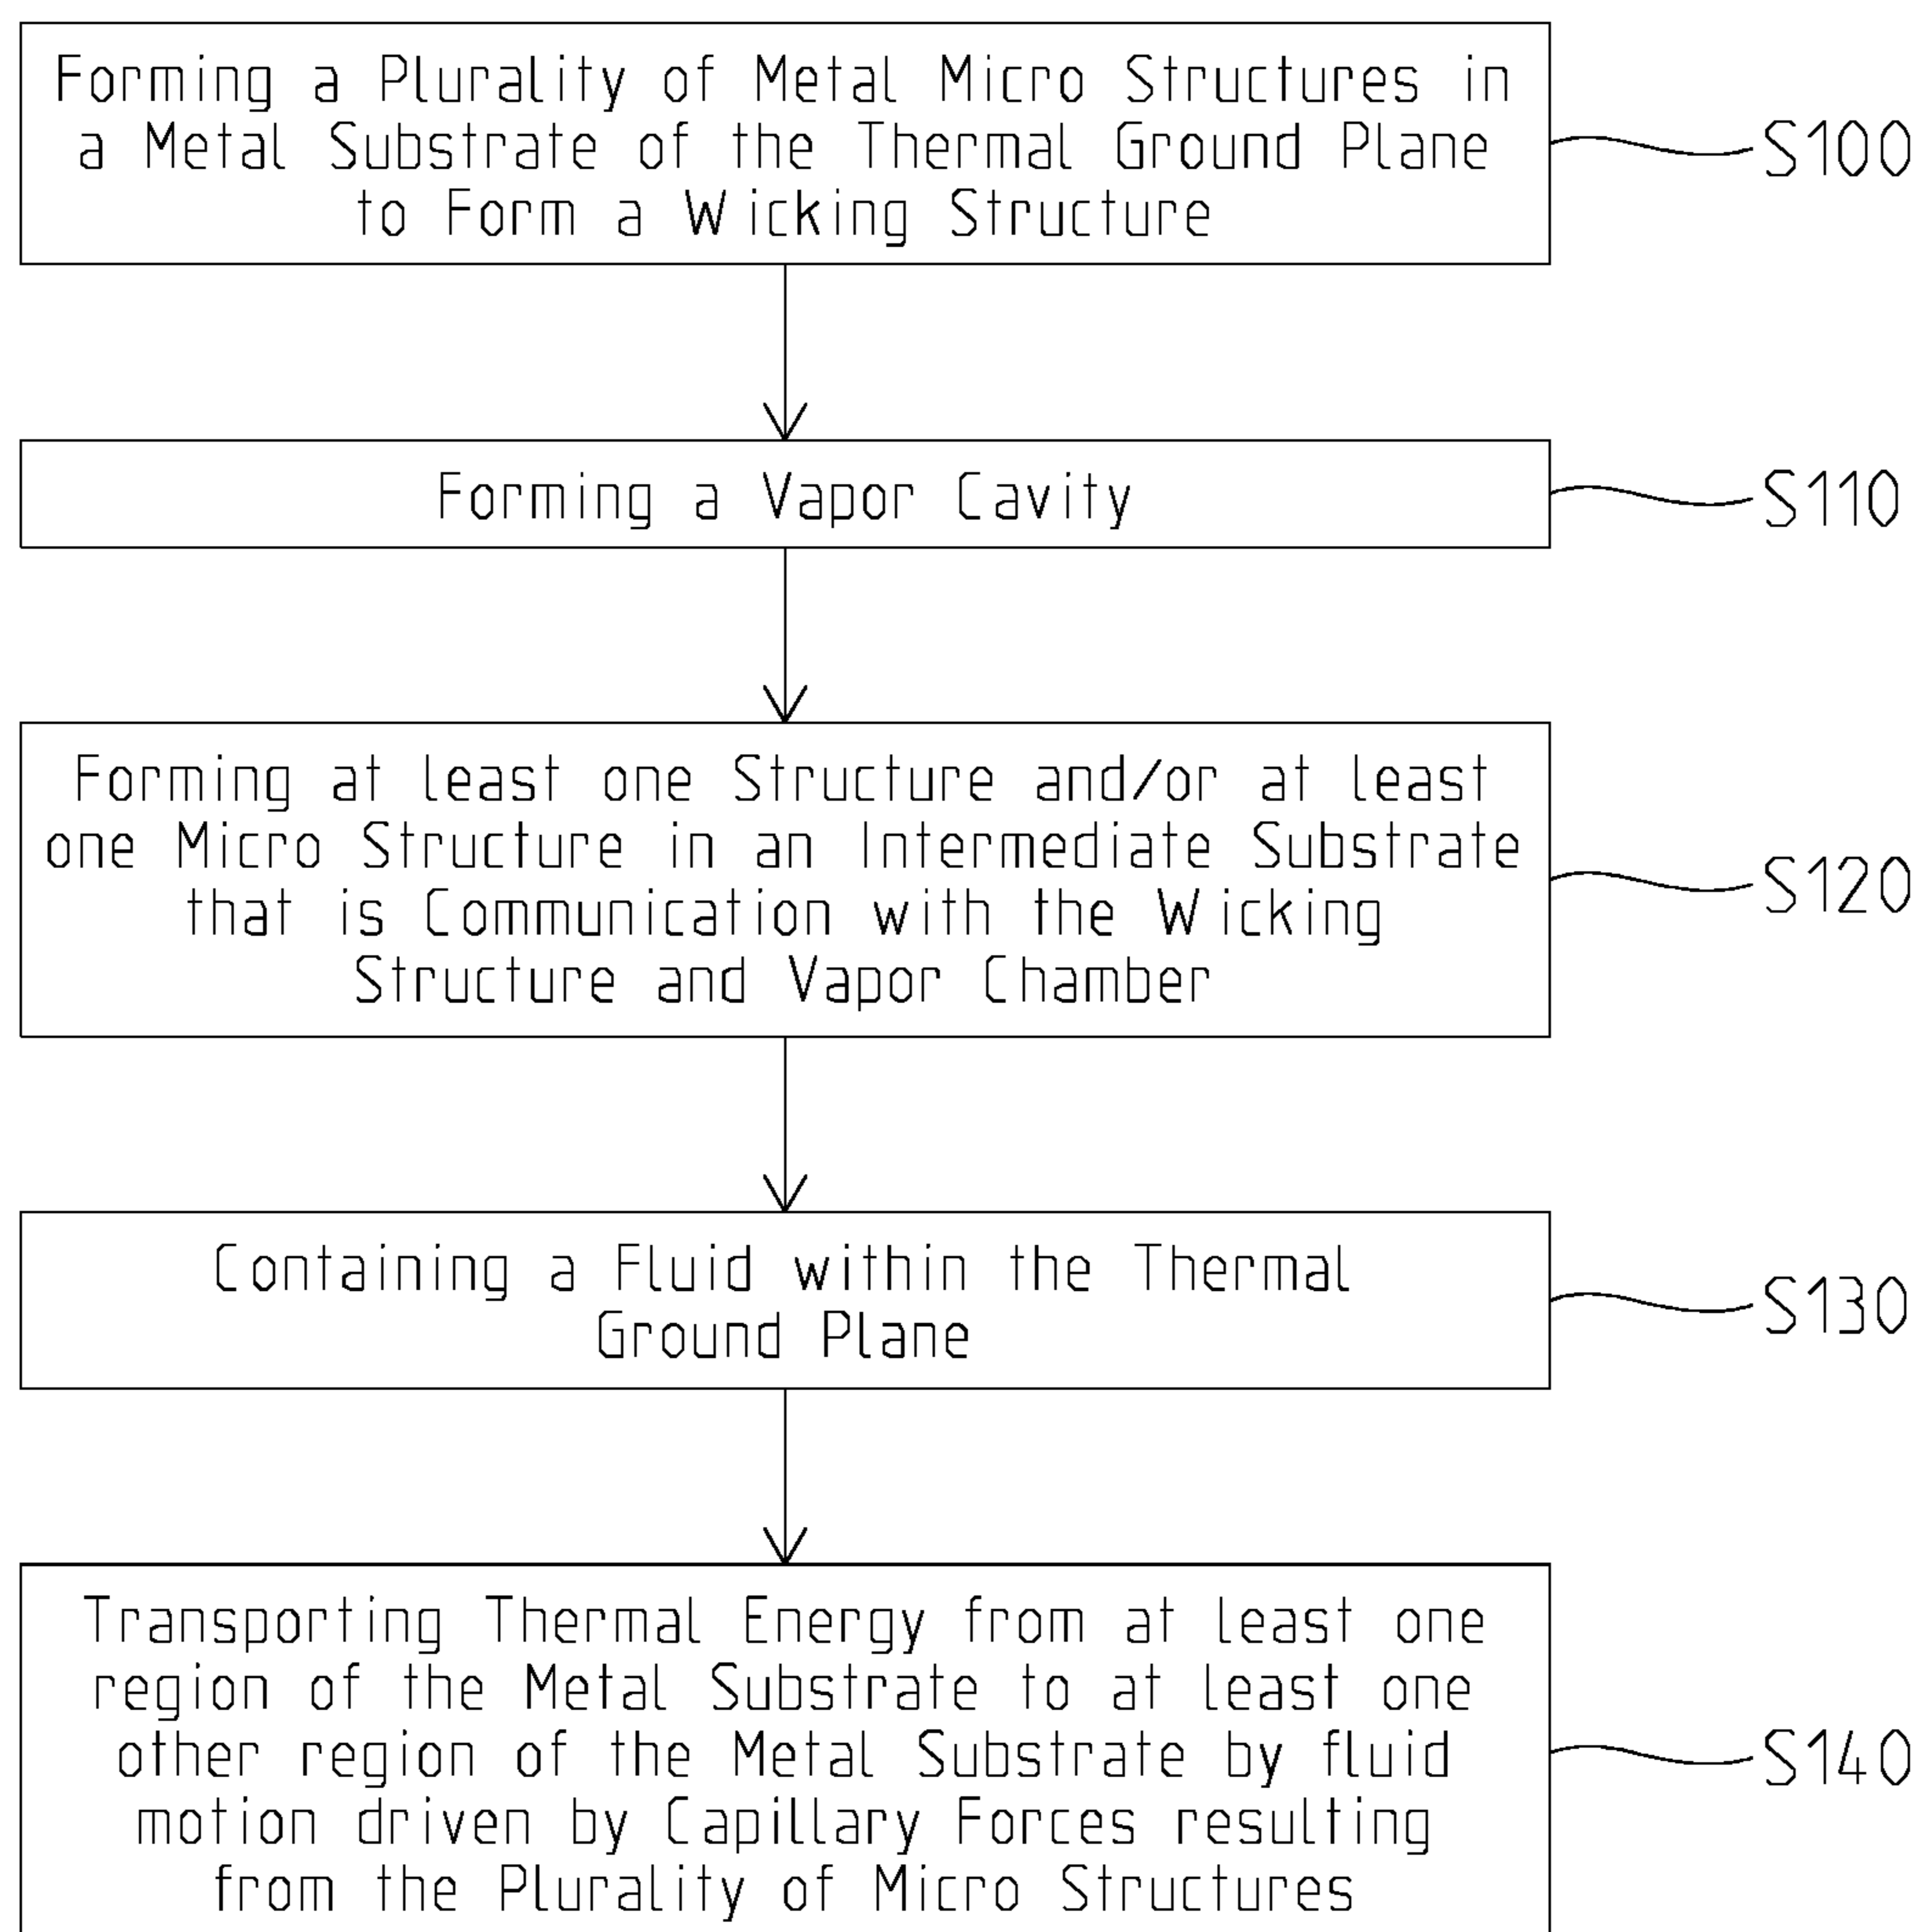 Forming a Plurality of Metal Micro Structures in
a Metal Substrate of the Thermal Ground Plane
to Form a Wicking Structure
S100
Forming a Vapor Cavity
S110
Forming at least one Structure and/or at least
one Micro Structure in an Intermediate Substrate
that is Communication with the Wicking
Structure and Vapor Chamber
S120
Containing a Fluid within the Thermal
Ground Plane
S130
Transporting Thermal Energy from at least one
region of the Metal Substrate to at least one
other region of the Metal Substrate by fluid
motion driven by Capillary Forces resulting
from the Plurality of Micro Structures
S140